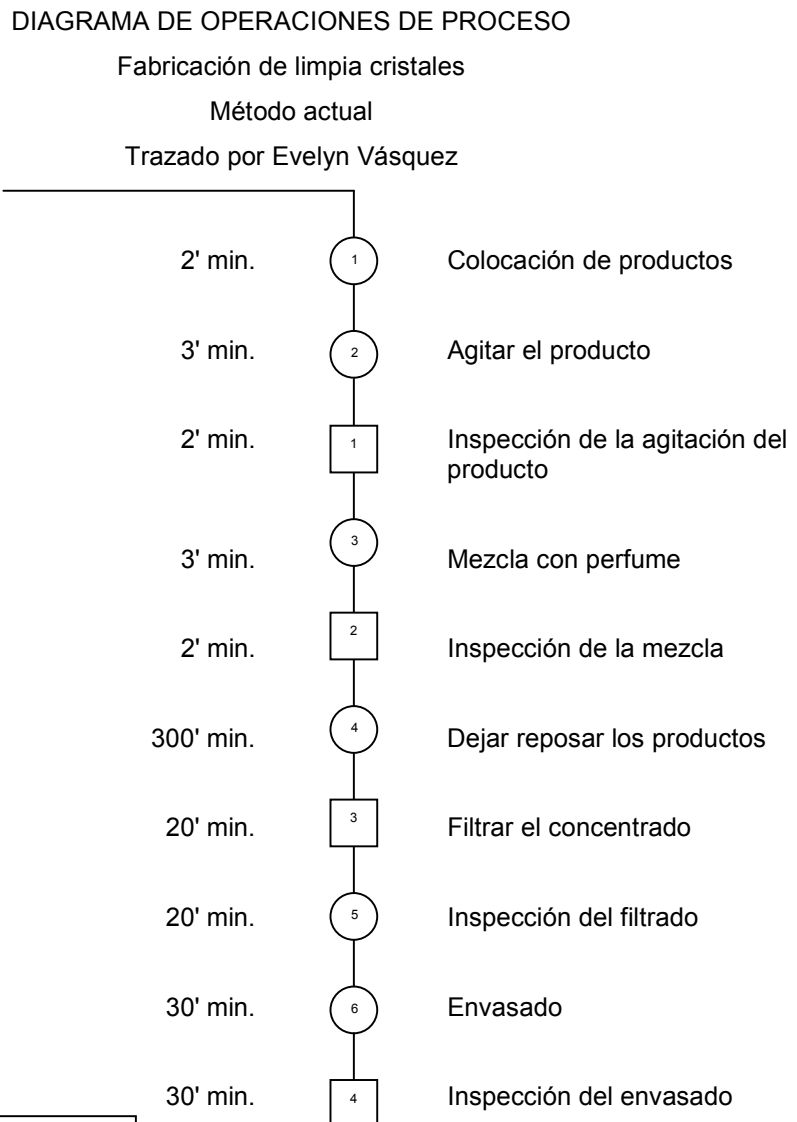 DIAGRAMA DE OPERACIONES DE PROCESO
Fabricación de limpia cristales
Método actual
Trazado por Evelyn Vásquez
2' min. 1 Colocación de productos
3' min. 2 Agitar el producto
2' min. 1 Inspección de la agitación del
producto
3' min. 3 Mezcla con perfume
2' min. 2 Inspección de la mezcla
300' min. 4 Dejar reposar los productos
20' min. 3 Filtrar el concentrado
20' min. 5 Inspección del filtrado
30' min. 6 Envasado
30' min. 4 Inspección del envasado